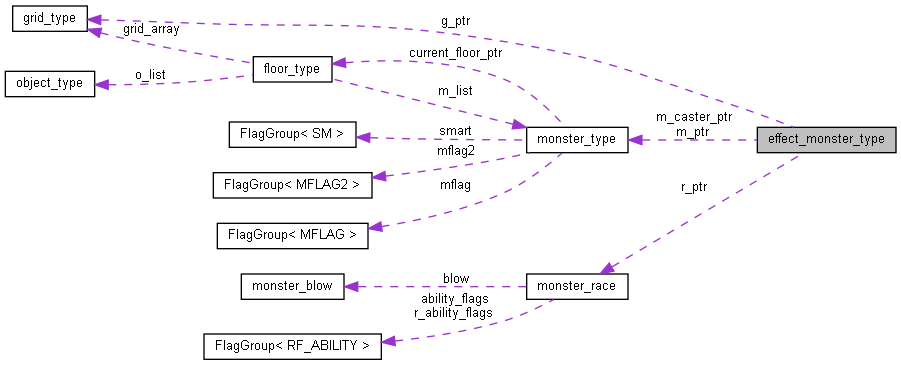 grid_type
g_ptr
grid_array
current_floor_ptr
floor_type
o_list
object_type
m_list
m_caster_ptr
m_ptr
FlagGroup< SM >
smart
monster_type
effect_monster_type
mflag2
FlagGroup< MFLAG2 >
mflag
r_ptr
FlagGroup< MFLAG >
blow
monster_blow
monster_race
ability_flags
r_ability_flags
FlagGroup< RF_ABILITY >